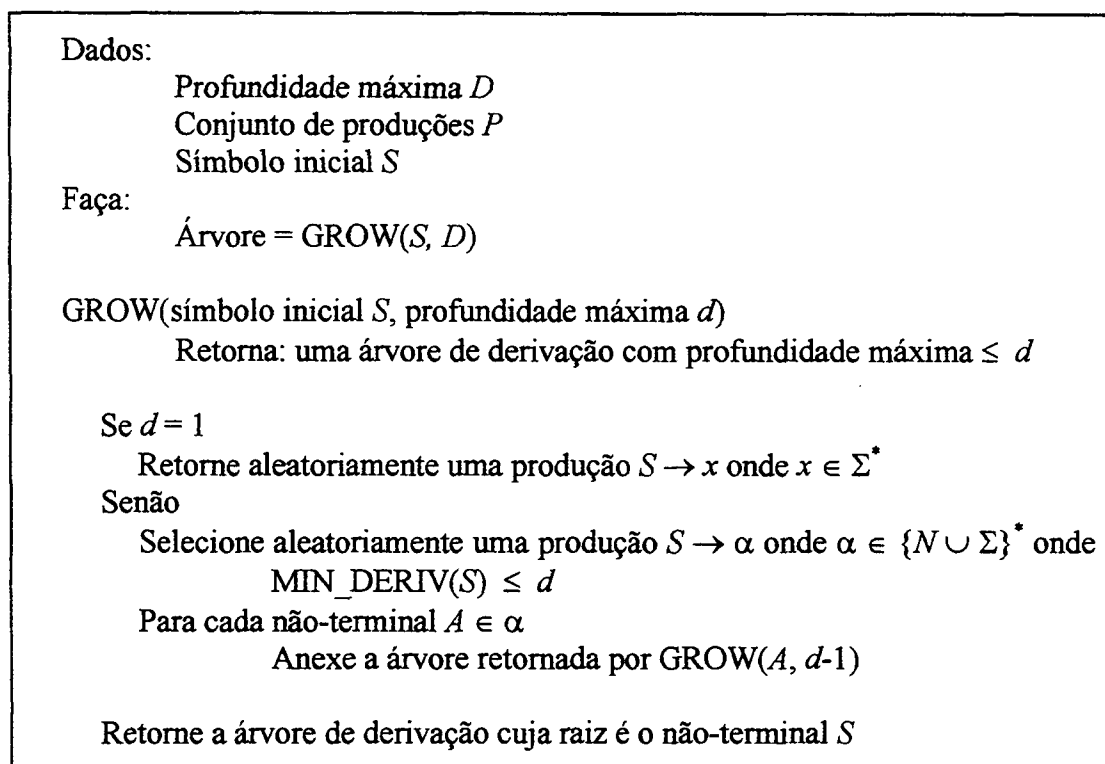 Dados:
Profundidade máxima D
Conjunto de produções P
Símbolo inicial S
Faça:
Árvore = GROW(S, D)
GROW(símbolo inicial S, profundidade máxima d)
Retorna: uma árvore de derivação com profundidade máxima ≤ d
Se d = 1
Retorne aleatoriamente uma produção S → x onde x ∈ Σ*
Senão
Selecione aleatoriamente uma produção S → α onde α ∈ {N ∪ Σ}* onde
MIN_DERIV(S) ≤ d
Para cada não-terminal A ∈ α
Anexe a árvore retornada por GROW(A, d-1)
Retorne a árvore de derivação cuja raiz é o não-terminal S